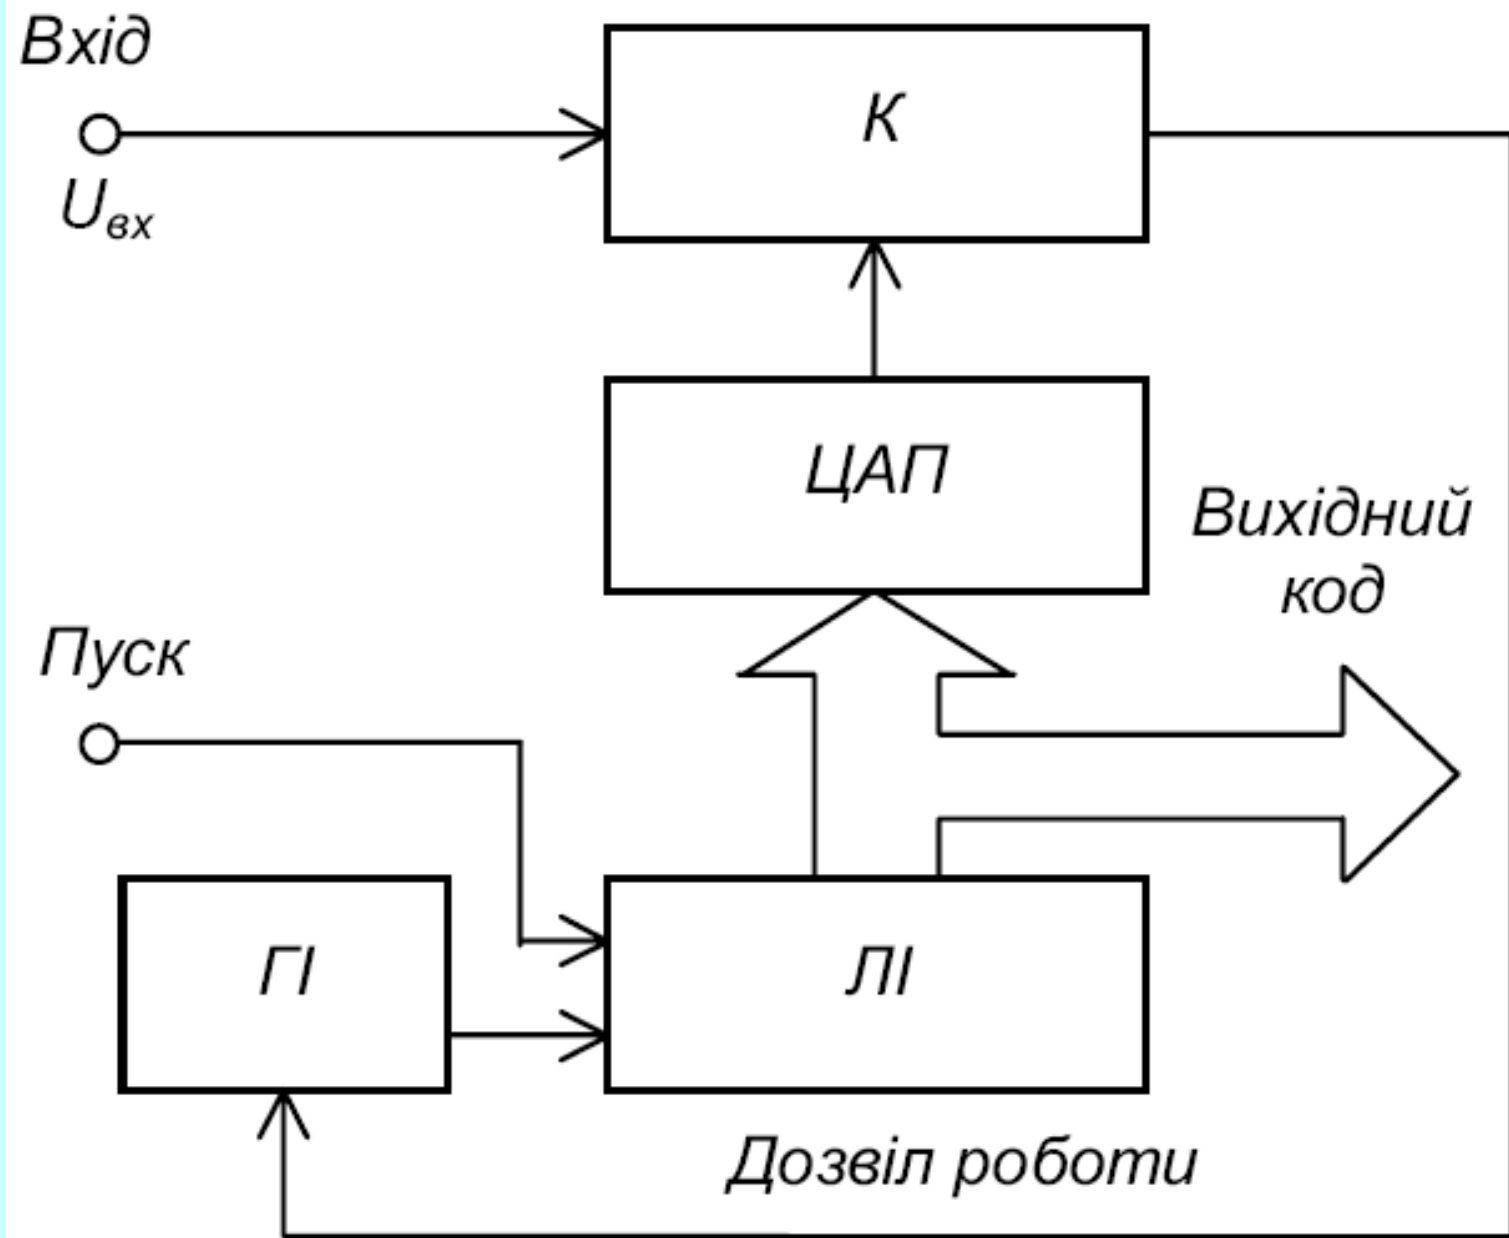 Вхід
К
Uвх
ЦАП
Вихідний
код
Пуск
ГІ
ЛІ
Дозвіл роботи